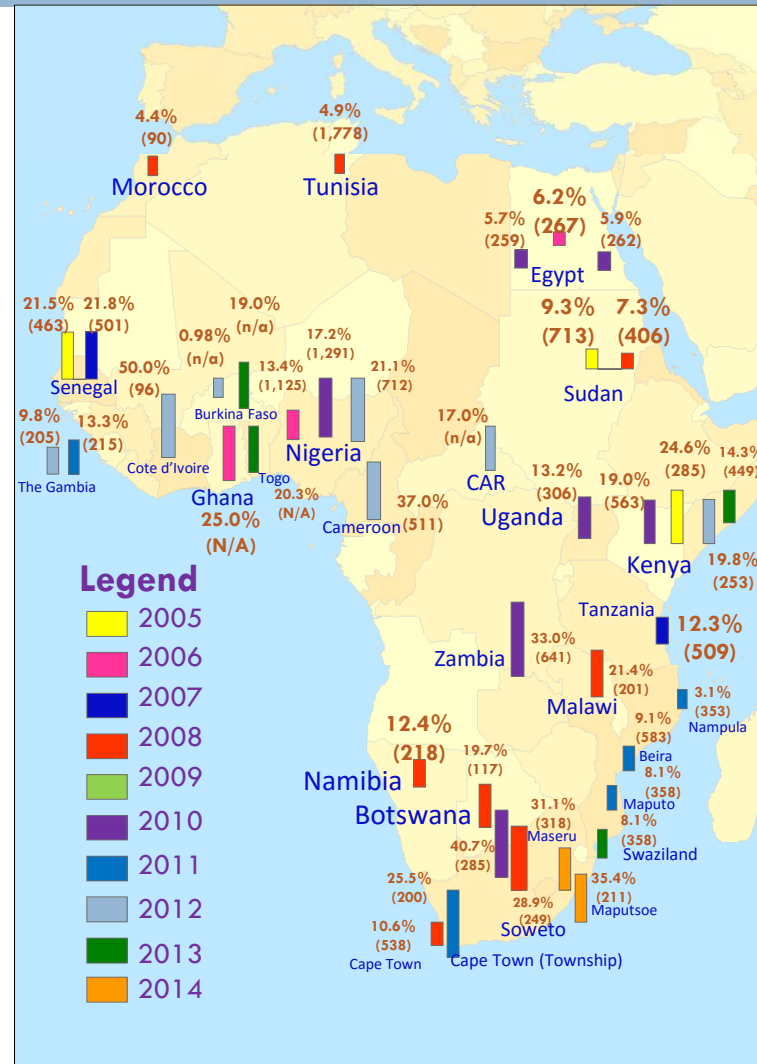 4.4%
(90)
Morocco
4.9%
(1,778)
Tunisia
6.2%
(267)
5.7%
(259)
5.9%
(262)
Egypt
9.3%
(713)
7.3%
(406)
Sudan
21.5%
(463)
21.8%
(501)
Senegal
19.0%
(n/a)
0.98%
(n/a)
Burkina Faso
17.2%
(1,291)
13.4%
(1,125)
21.1%
(712)
Nigeria
50.0%
(96)
Cote d'Ivoire
9.8%
(205)
13.3%
(215)
The Gambia
Ghana
25.0%
(N/A)
Togo
20.3%
(N/A)
37.0%
(511)
Cameroon
17.0%
(n/a)
CAR
13.2%
(306)
Uganda
19.0%
(563)
24.6%
(285)
14.3%
(449)
Kenya
19.8%
(253)
Tanzania
12.3%
(509)
Zambia
33.0%
(641)
21.4%
(201)
Malawi
3.1%
(353)
Nampula
9.1%
(583)
Beira
8.1%
(358)
Maputo
8.1%
(358)
Swaziland
12.4%
(218)
Namibia
19.7%
(117)
Botswana
40.7%
(285)
31.1%
(318)
Maseru
28.9%
(249)
Soweto
35.4%
(211)
Maputsoe
25.5%
(200)
10.6%
(538)
Cape Town
Cape Town (Township)
Legend
2005
2006
2007
2008
2009
2010
2011
2012
2013
2014